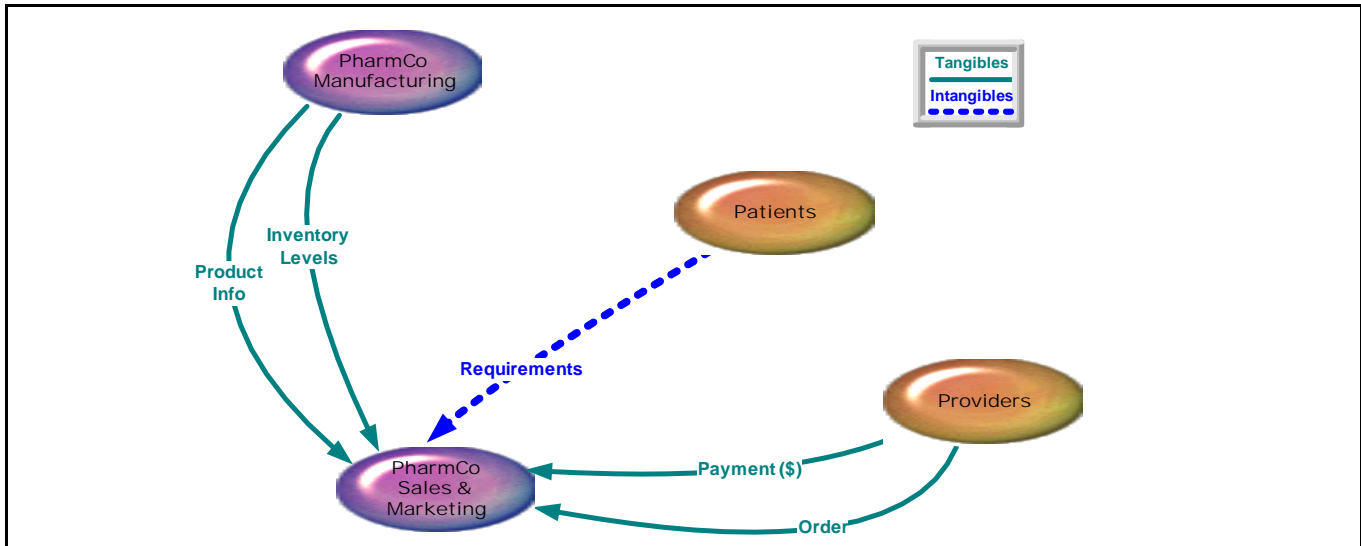 PharmCo
Manufacturing
Tangibles
Intangibles
Patients
Inventory
Levels
Product
Info
Requirements
Providers
PharmCo
Sales &
Marketing
Payment ($)
Order